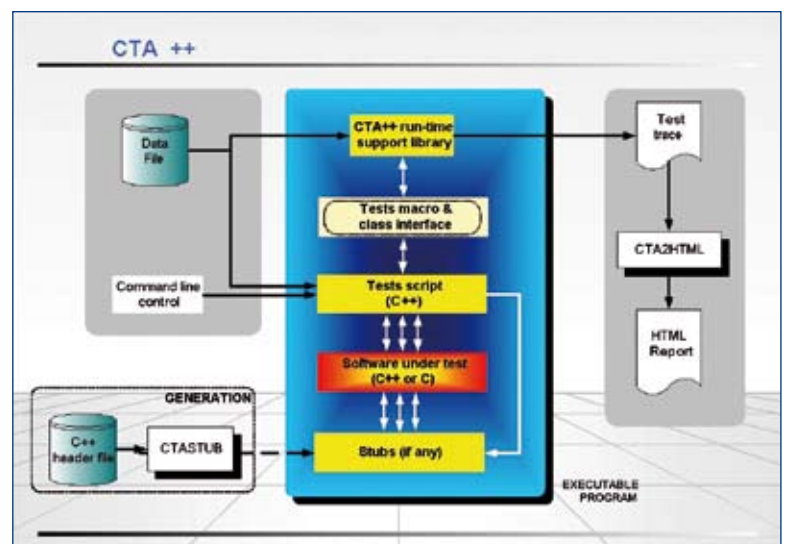 CTA ++
Data
File
CTA++ run-time
support library
Test
trace
Tests macro &
class interface
CTA2HTML
Command line
control
Tests script
(C++)
HTML
Report
Software under test
(C++ or C)
GENERATION
C++
header file
CTASTUB
Stubs (if any)
EXECUTABLE
PROGRAM